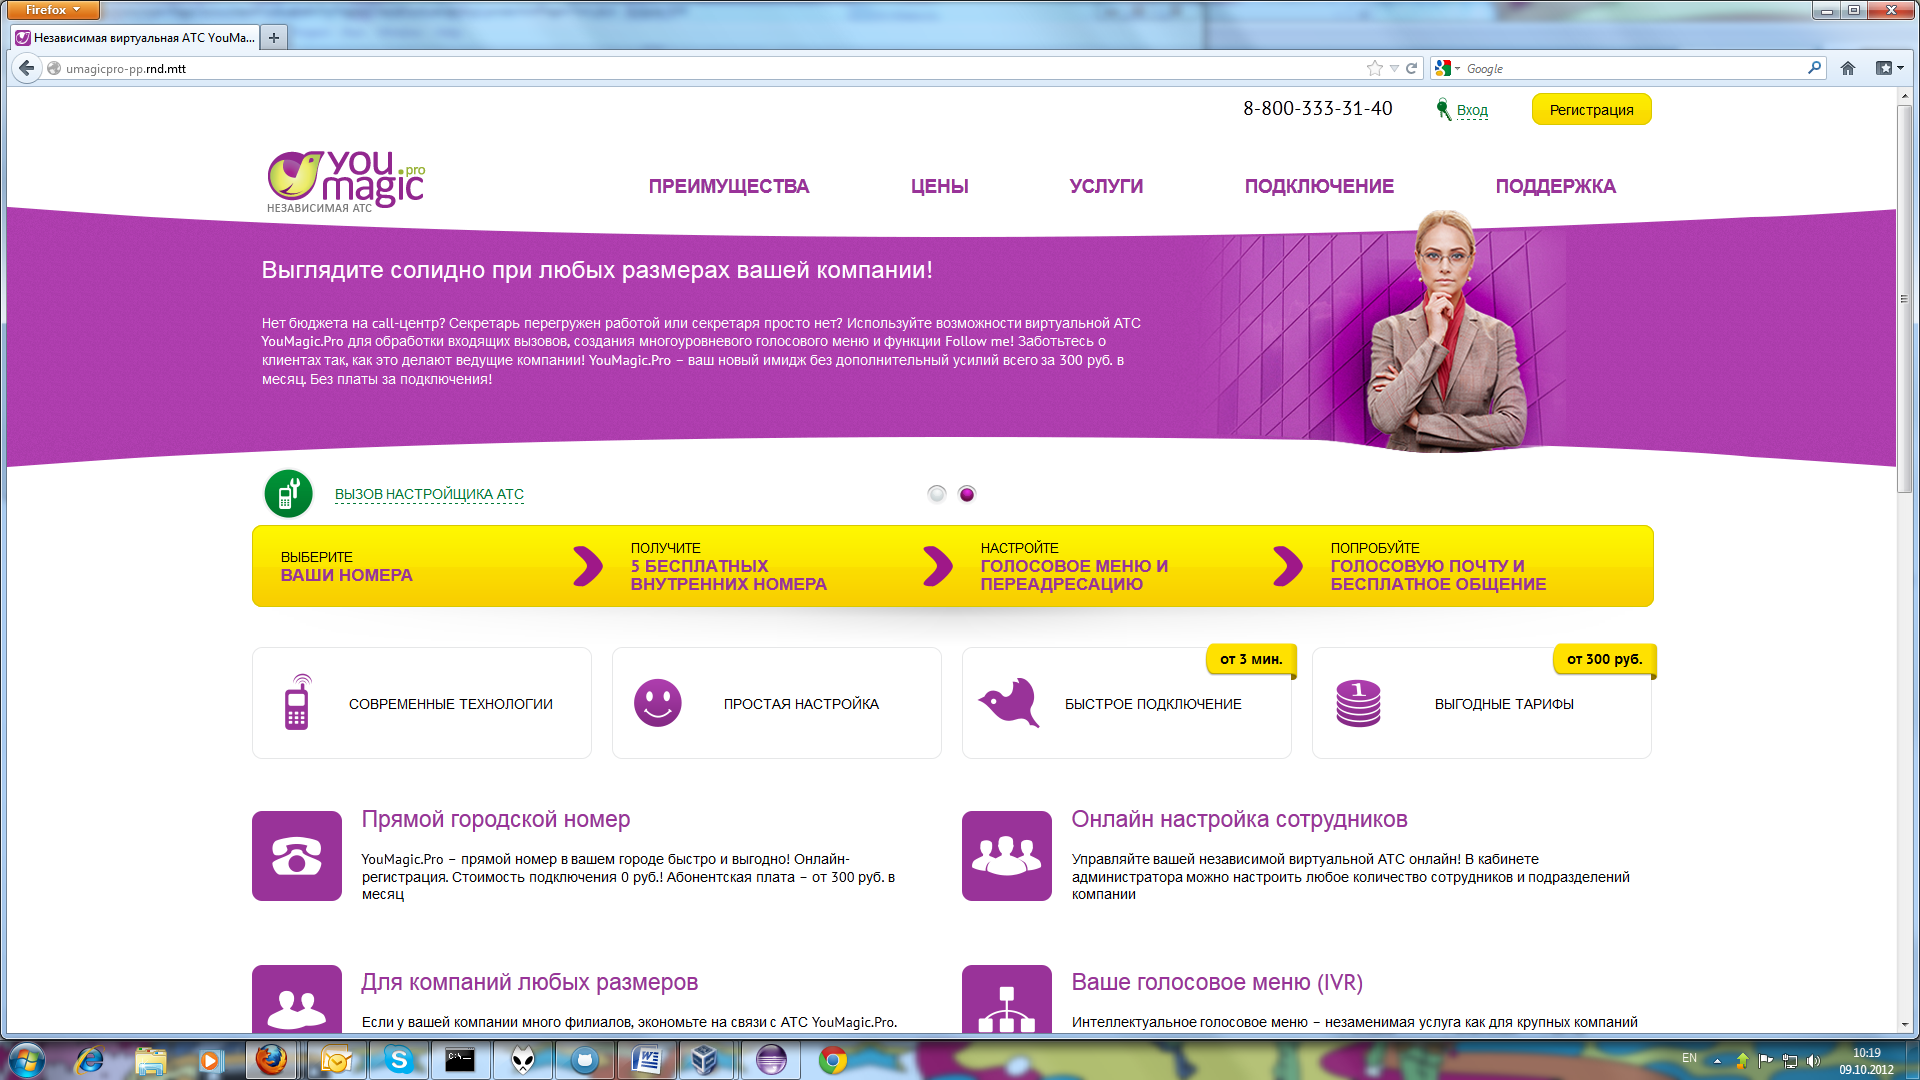 Firefox
Независимая виртуальная АТС YouMa...
umagicpro-pp.rnd.mtt
Google
8-800-333-31-40
Вход
Регистрация
you
magic
.pro
НЕЗАВИСИМАЯ АТС
ПРЕИМУЩЕСТВА
ЦЕНЫ
УСЛУГИ
ПОДКЛЮЧЕНИЕ
ПОДДЕРЖКА
Выглядите солидно при любых размерах вашей компании!
Нет бюджета на call-центр? Секретарь перегружен работой или секретаря просто нет? Используйте возможности виртуальной АТС
YouMagic.Pro для обработки входящих вызовов, создания многоуровневого голосового меню и функции Follow me! Заботьтесь о
клиентах так, как это делают ведущие компании! YouMagic.Pro – ваш новый имидж без дополнительный усилий всего за 300 руб. в
месяц. Без платы за подключения!
ВЫЗОВ НАСТРОЙЩИКА АТС
ВЫБЕРИТЕ
ВАШИ НОМЕРА
ПОЛУЧИТЕ
5 БЕСПЛАТНЫХ
ВНУТРЕННИХ НОМЕРА
НАСТРОЙТЕ
ГОЛОСОВОЕ МЕНЮ И
ПЕРЕАДРЕСАЦИЮ
ПОПРОБУЙТЕ
ГОЛОСОВУЮ ПОЧТУ И
БЕСПЛАТНОЕ ОБЩЕНИЕ
СОВРЕМЕННЫЕ ТЕХНОЛОГИИ
ПРОСТАЯ НАСТРОЙКА
от 3 мин.
БЫСТРОЕ ПОДКЛЮЧЕНИЕ
от 300 руб.
1
ВЫГОДНЫЕ ТАРИФЫ
Прямой городской номер
YouMagic.Pro – прямой номер в вашем городе быстро и выгодно! Онлайн-
регистрация. Стоимость подключения 0 руб.! Абонентская плата – от 300 руб. в
месяц
Онлайн настройка сотрудников
Управляйте вашей независимой виртуальной АТС онлайн! В кабинете
администратора можно настроить любое количество сотрудников и подразделений
компании
Для компаний любых размеров
Если у вашей компании много филиалов, экономьте на связи с АТС YouMagic.Pro.
Ваше голосовое меню (IVR)
Интеллектуальное голосовое меню – незаменимая услуга как для крупных компаний
EN
10:19
09.10.2012